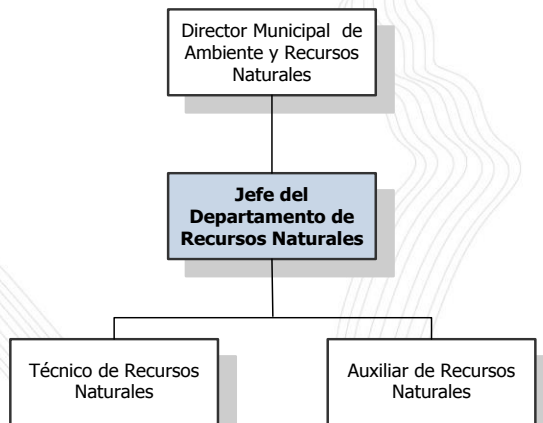 Director Municipal de
Ambiente y Recursos
Naturales
Jefe del
Departamento de
Recursos Naturales
Técnico de Recursos
Naturales
Auxiliar de Recursos
Naturales